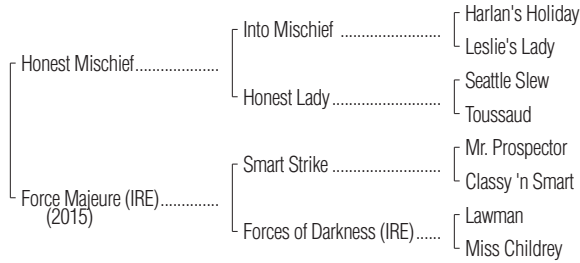 Harlan's Holiday
Into Mischief ........................
Leslie's Lady
Honest Mischief....................
Seattle Slew
Honest Lady..........................
Toussaud
Mr. Prospector
Smart Strike ..........................
Classy 'n Smart
Force Majeure (IRE)..............
(2015)
Lawman
Forces of Darkness (IRE)......
Miss Childrey